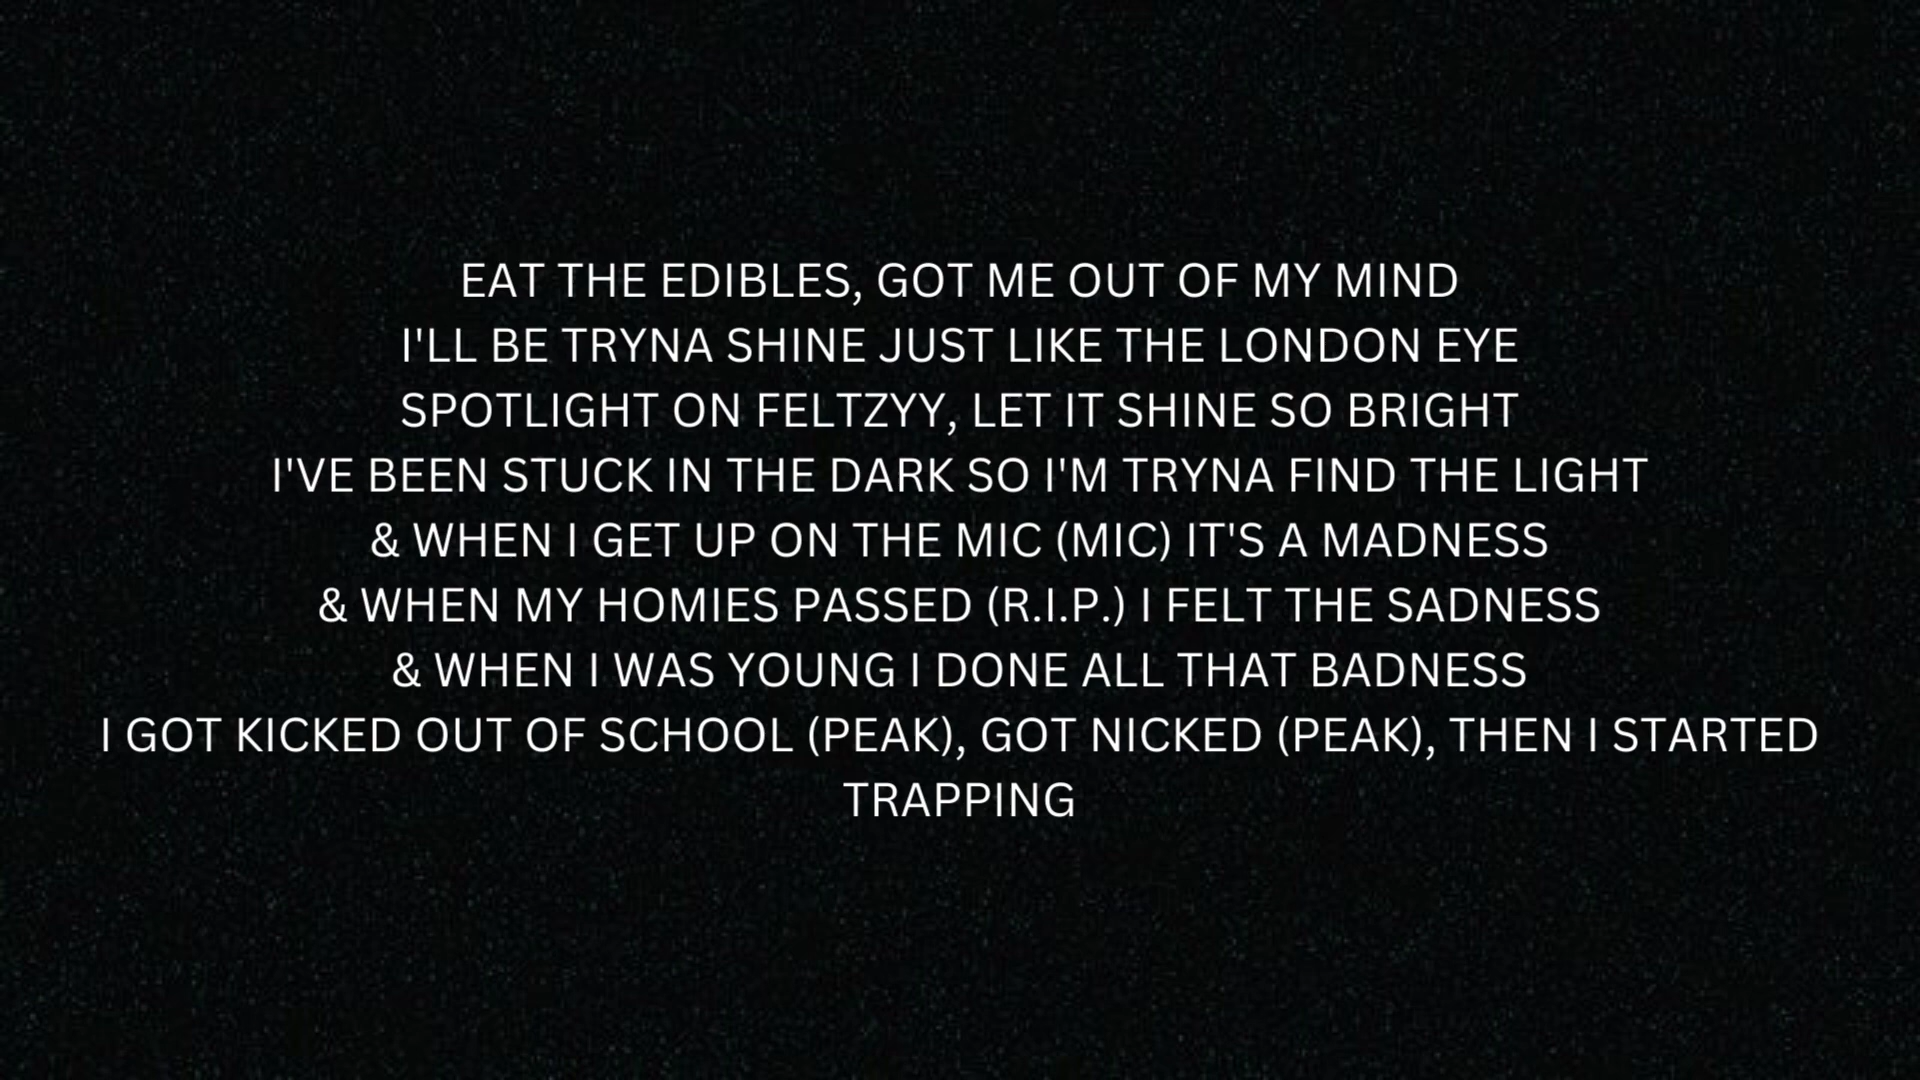 EAT THE EDIBLES, GOT ME OUT OF MY MIND
I'LL BE TRYNA SHINE JUST LIKE THE LONDON EYE
SPOTLIGHT ON FELTZYY, LET IT SHINE SO BRIGHT
I'VE BEEN STUCK IN THE DARK SO I'M TRYNA FIND THE LIGHT
& WHEN I GET UP ON THE MIC (MIC) IT'S A MADNESS
& WHEN MY HOMIES PASSED (R.I.P.) I FELT THE SADNESS
& WHEN I WAS YOUNG I DONE ALL THAT BADNESS
I GOT KICKED OUT OF SCHOOL (PEAK), GOT NICKED (PEAK), THEN I STARTED
TRAPPING